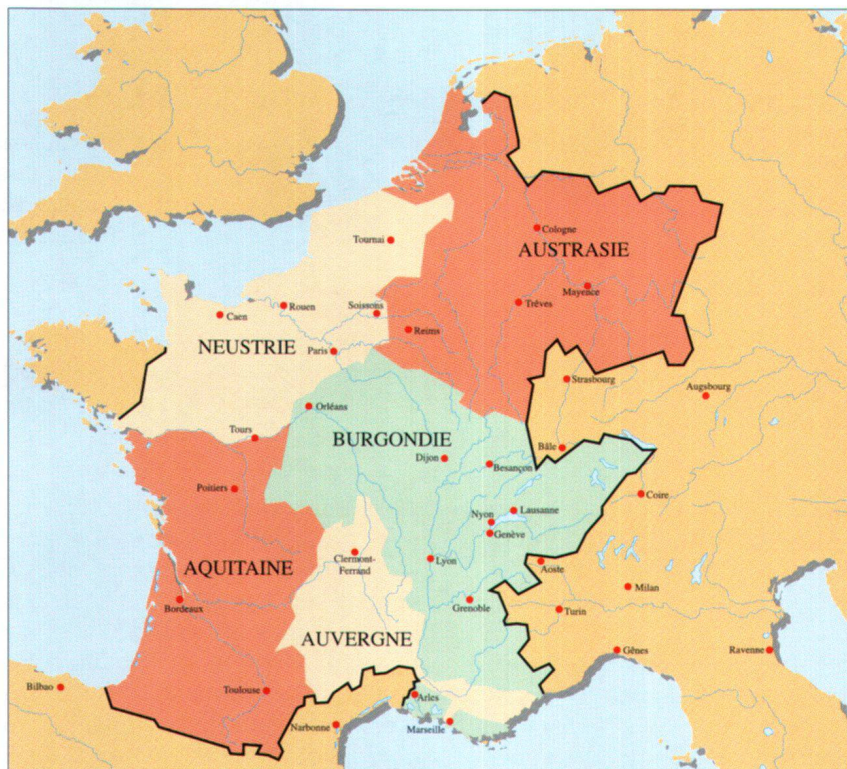 Tournai
Cologne
AUSTRASIE
Mayence
Trêves
Rouen
Soissons
Caen
Reims
NEUSTRIE
Paris
Strasbourg
Augsbourg
Orléans
Tours
BURGONDIE
Bâle
Dijon
Besançon
Poitiers
Coire
Nyon
Lausanne
Genève
Clermont-
Ferrand
Lyon
Aoste
AQUITAINE
Milan
Bordeaux
Grenoble
Turin
AUVERGNE
Gênes
Ravenne
Bilbao
Toulouse
Arles
Narbonne
Marseille